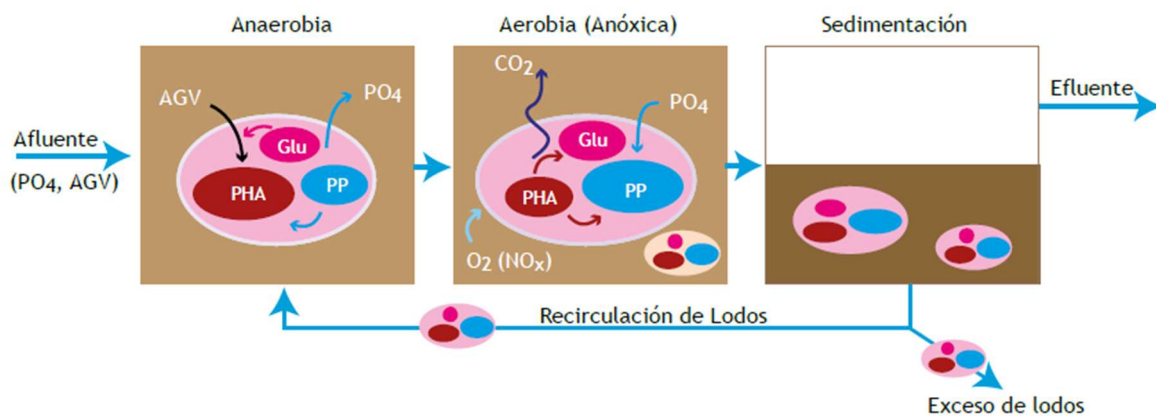 Anaerobia
Aerobia (Anóxica)
Sedimentación
Afluente
(PO4, AGV)
AGV
PO4
Glu
PHA
PP
CO2
PO4
Glu
PHA
PP
O2 (NOx)
Efluente
Recirculación de Lodos
Exceso de lodos